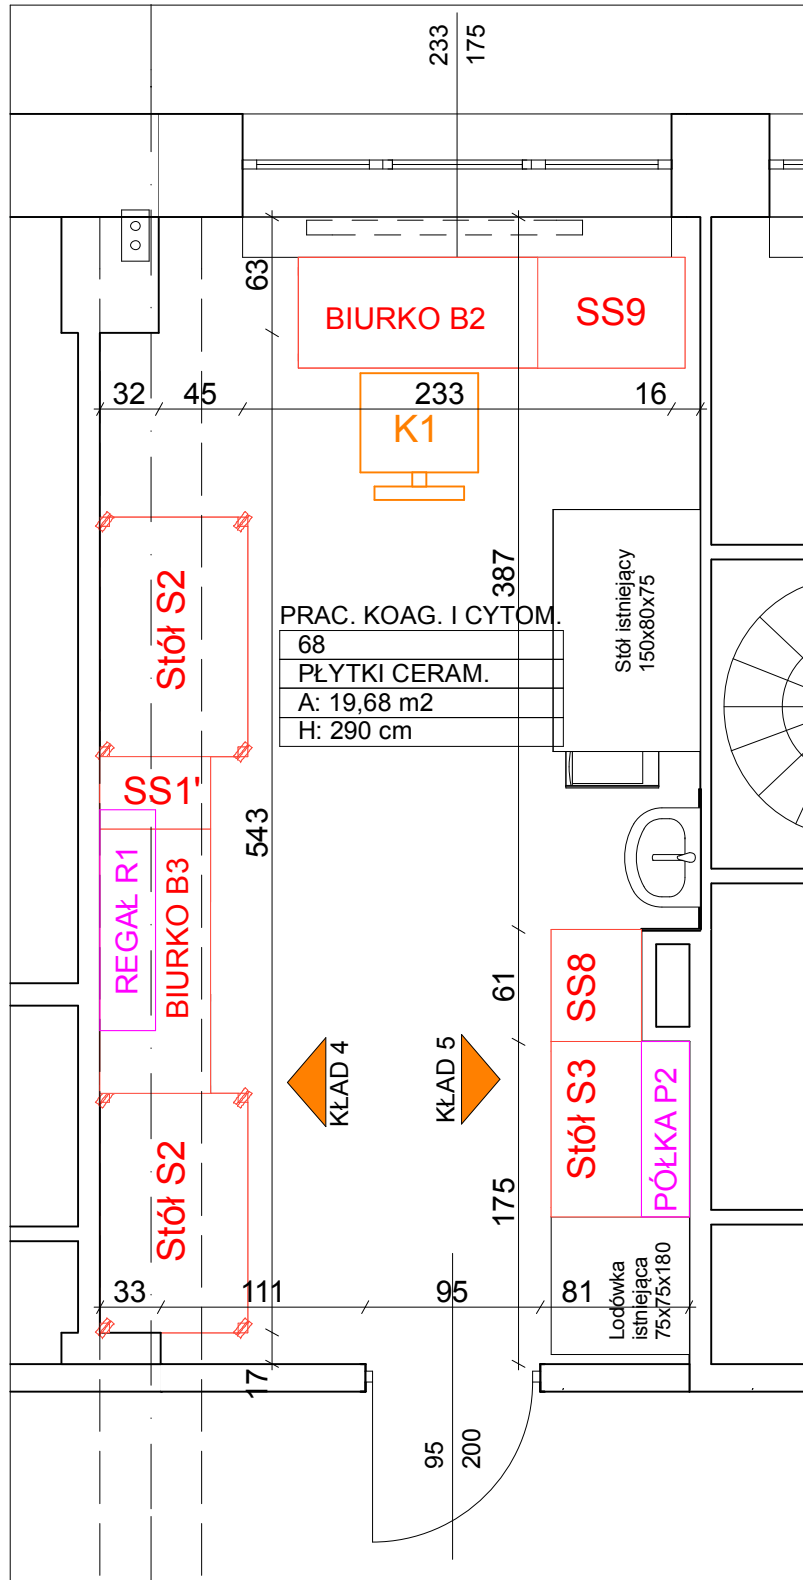 233
175
63
BIURKO B2
SS9
32
45
233
16
K1
387
Stół S2
Stół istniejący
150x80x75
PRAC. KOAG. I CYTOM.
68
PŁYTKI CERAM.
A: 19,68 m2
H: 290 cm
SS1'
543
REGAŁ R1
BIURKO B3
61
SS8
KŁAD 4
KŁAD 5
Stół S3
PÓŁKA P2
Stół S2
175
33
111
95
81
Lodówka
istniejąca
75x75x180
17
95
200